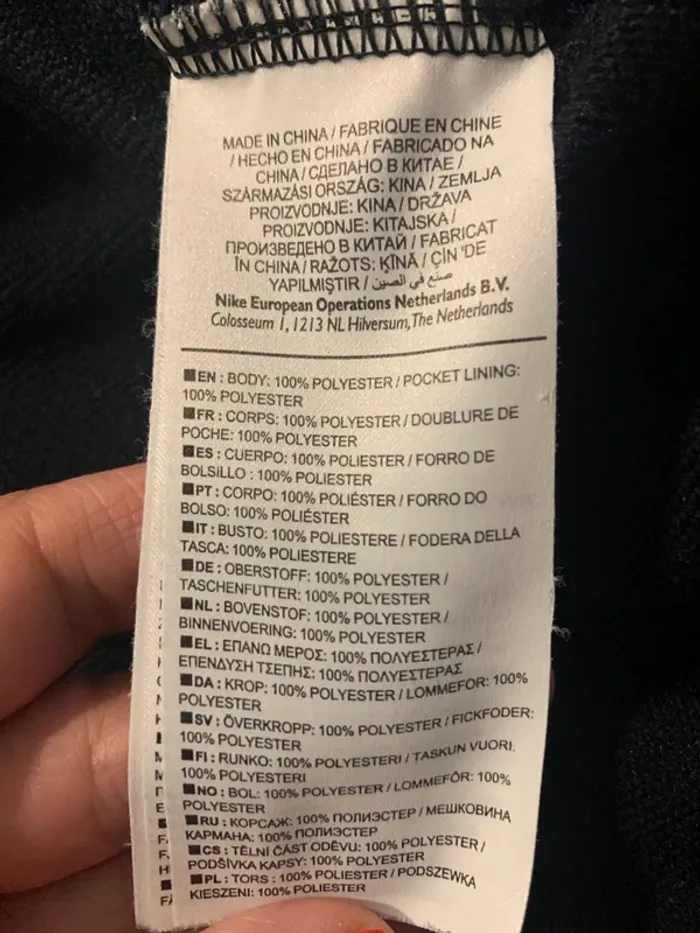 MADE IN CHINA / FABRIQUE EN CHINE
/ HECHO EN CHINA / FABRICADO NA
CHINA / СДЕЛАНО В КИТАЕ /
SZÁRMAZÁSI ORSZÁG: KINA / ZEMLJA
PROIZVODNJE: KINA / DRŽAVA
PROIZVODNJE: KITAJSKA /
ПРОИЗВЕДЕНО В КИТАЙ / FABRICAT
ÎN CHINA / RAŽOTS: ĶĪNĀ / ÇİN 'DE
YAPILMIŞTIR / صنع في الصين
Nike European Operations Netherlands B.V.
Colosseum 1, 1213 NL Hilversum, The Netherlands
EN : BODY: 100% POLYESTER / POCKET LINING:
100% POLYESTER
FR : CORPS: 100% POLYESTER / DOUBLURE DE
POCHE: 100% POLYESTER
ES : CUERPO: 100% POLIÉSTER / FORRO DE
BOLSILLO : 100% POLIESTER
PT : CORPO: 100% POLIÉSTER / FORRO DO
BOLSO: 100% POLIÉSTER
IT : BUSTO: 100% POLIESTERE / FODERA DELLA
TASCA: 100% POLIESTERE
DE : OBERSTOFF: 100% POLYESTER /
TASCHENFUTTER: 100% POLYESTER
NL : BOVENSTOF: 100% POLYESTER /
BINNENVOERING: 100% POLYESTER
EL : ΕΠΑΝΩ ΜΕΡΟΣ: 100% ΠΟΛΥΕΣΤΕΡΑΣ /
ΕΠΕΝΔΥΣΗ ΤΣΕΠΗΣ: 100% ΠΟΛΥΕΣΤΕΡΑΣ
DA : KROP: 100% POLYESTER / LOMMEFOR: 100%
POLYESTER
SV : ÖVERKROPP: 100% POLYESTER / FICKFODER:
100% POLYESTER
FI : RUNKO: 100% POLYESTERI / TASKUN VUORI:
100% POLYESTERI
NO : BOL: 100% POLYESTER / LOMMEFÔR: 100%
POLYESTER
RU : КОРСАЖ: 100% ПОЛИЭСТЕР / МЕШКОВИНА
КАРМАНА: 100% ПОЛИЭСТЕР
CS : TĚLNÍ ČÁST ODĚVU: 100% POLYESTER /
PODŠÍVKA KAPSY: 100% POLYESTER
PL : TORS : 100% POLIESTER / PODSZEWKA
KIESZENI: 100% POLIESTER